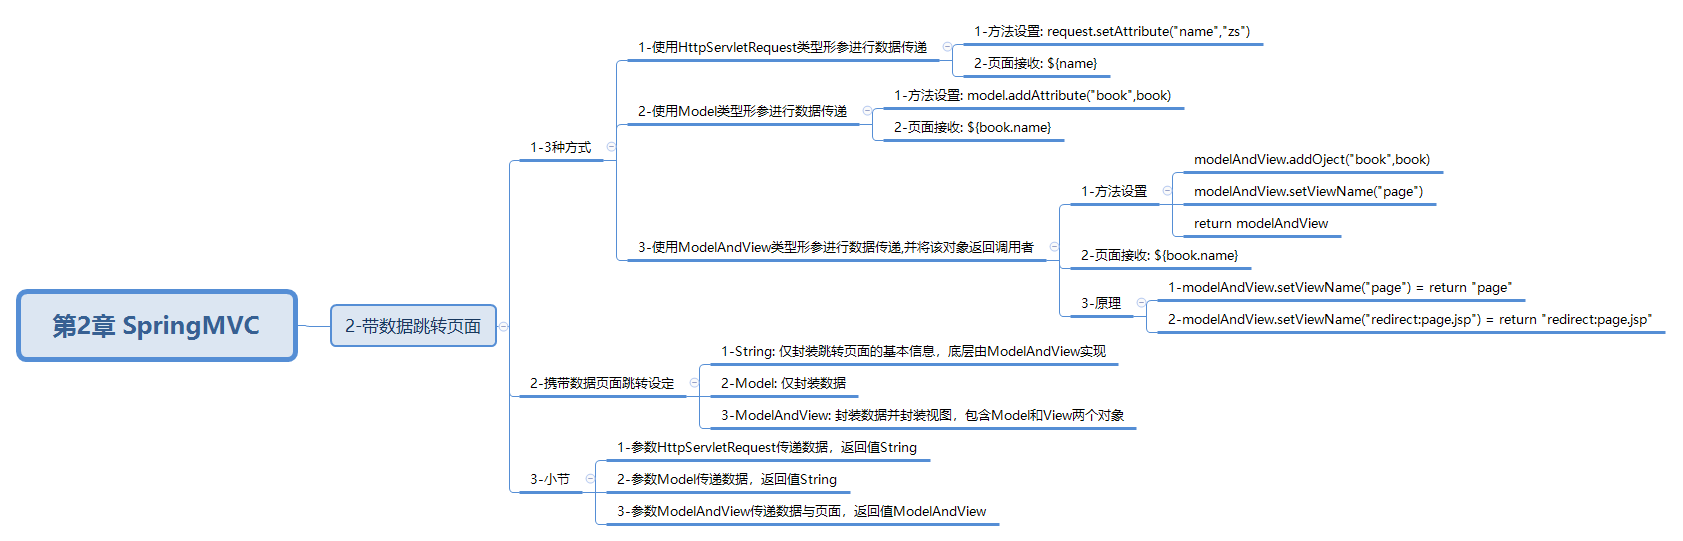 第2章 SpringMVC
2-带数据跳转页面
1-3种方式
1-使用HttpServletRequest类型形参进行数据传递
1-方法设置: request.setAttribute("name","zs")
2-页面接收: ${name}
2-使用Model类型形参进行数据传递
1-方法设置: model.addAttribute("book",book)
2-页面接收: ${book.name}
3-使用ModelAndView类型形参进行数据传递,并将该对象返回调用者
1-方法设置
modelAndView.addOject("book",book)
modelAndView.setViewName("page")
return modelAndView
2-页面接收: ${book.name}
3-原理
1-modelAndView.setViewName("page") = return "page"
2-modelAndView.setViewName("redirect:page.jsp") = return "redirect:page.jsp"
2-携带数据页面跳转设定
1-String: 仅封装跳转页面的基本信息，底层由ModelAndView实现
2-Model: 仅封装数据
3-ModelAndView: 封装数据并封装视图，包含Model和View两个对象
3-小节
1-参数HttpServletRequest传递数据，返回值String
2-参数Model传递数据，返回值String
3-参数ModelAndView传递数据与页面，返回值ModelAndView